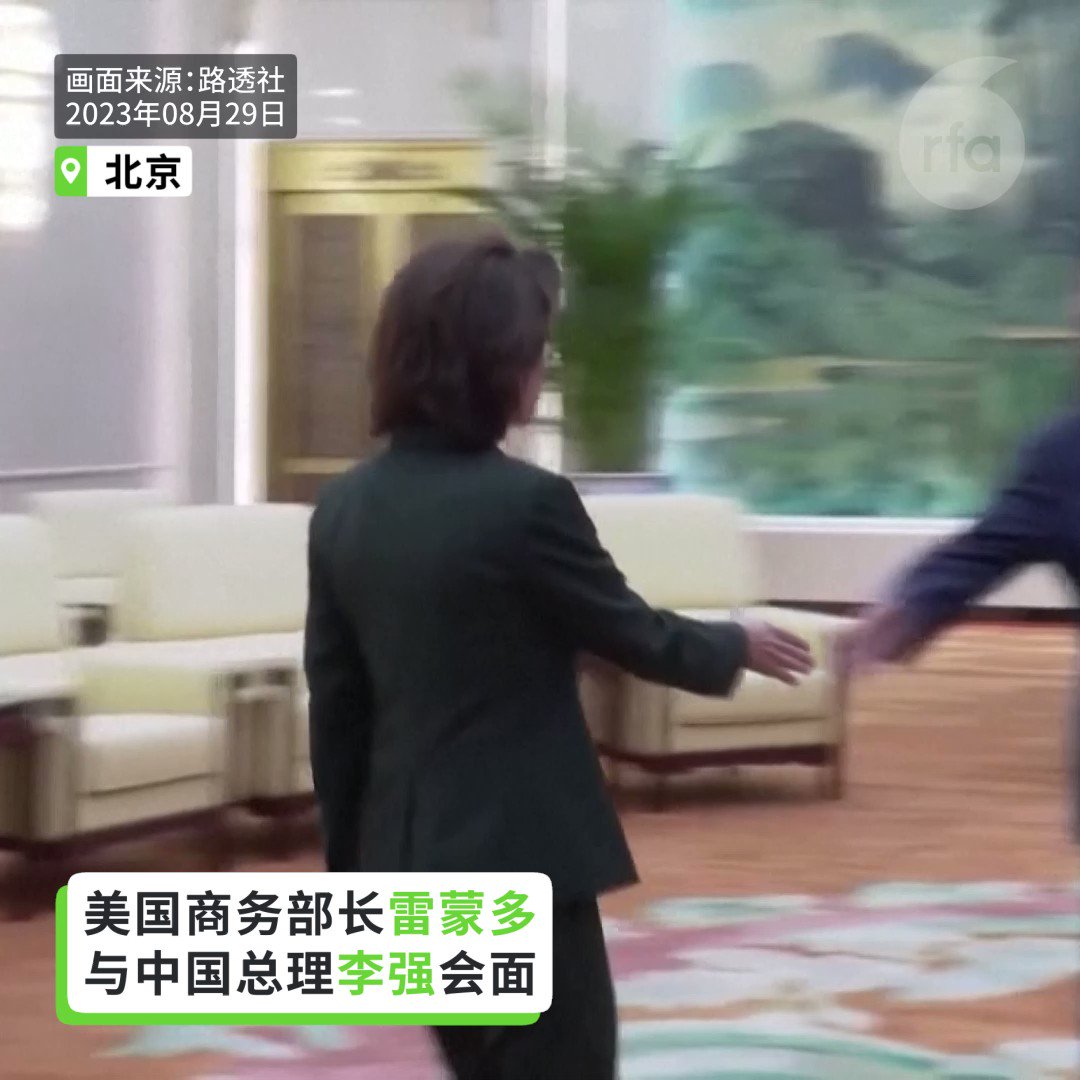 画面来源：路透社
2023年08月29日
北京
rfa
美国商务部长雷蒙多
与中国总理李强会面